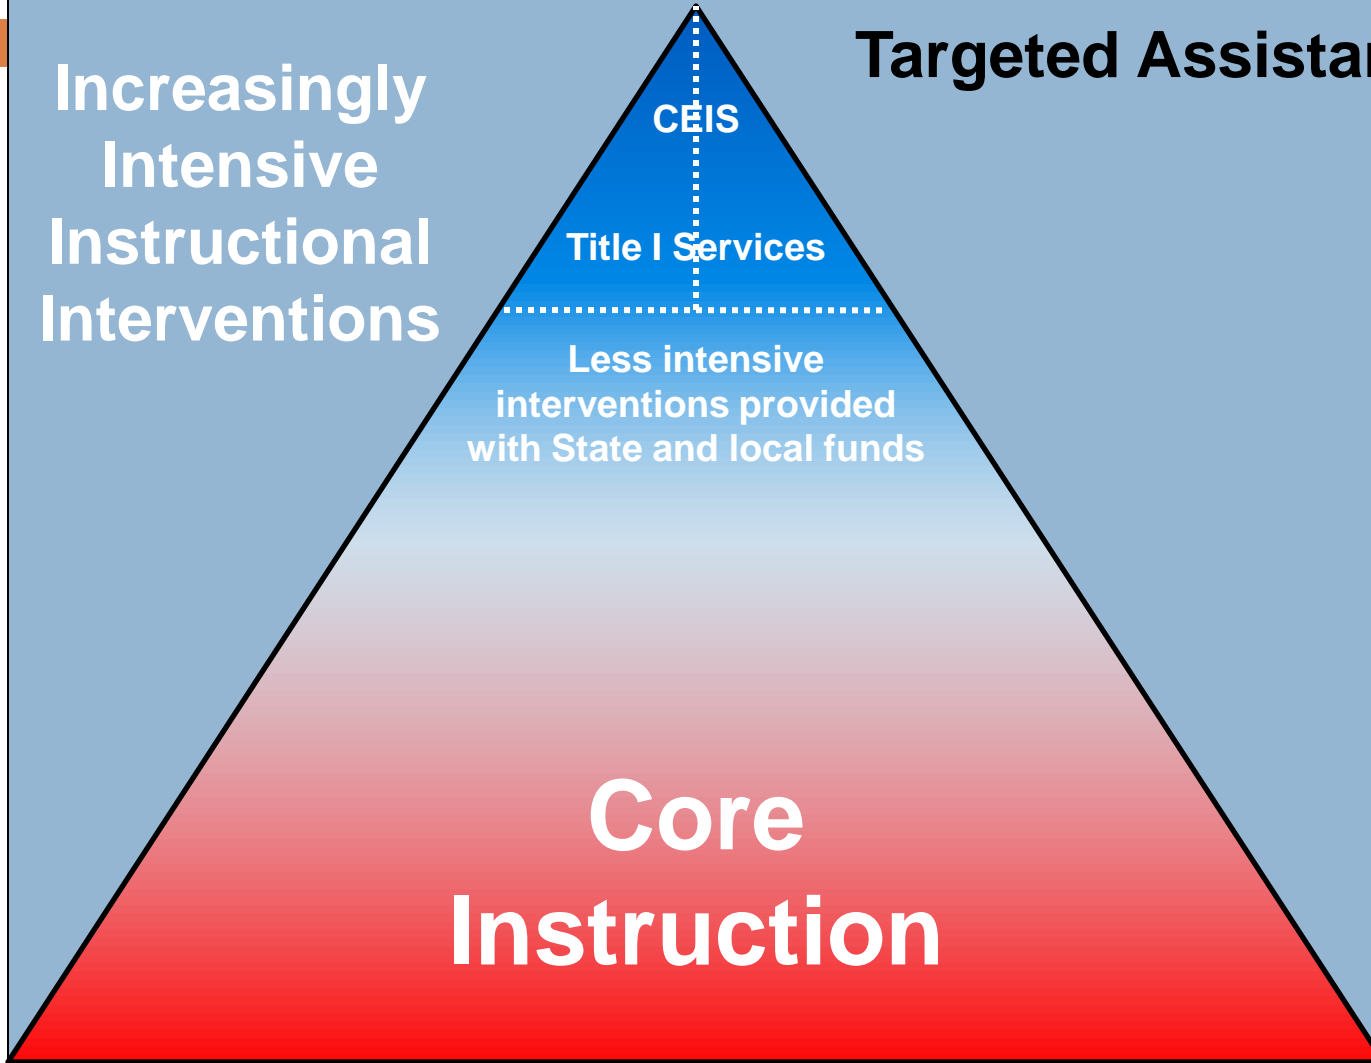 Targeted Assistan
Increasingly
Intensive
Instructional
Interventions
CEIS
Title I Services
Less intensive
interventions provided
with State and local funds
Core
Instruction